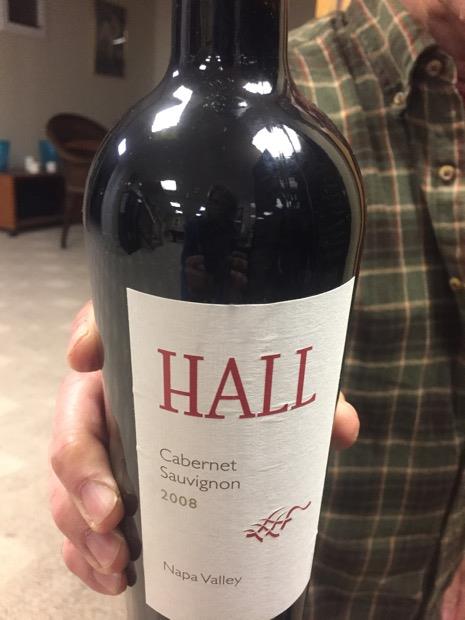 HALL
Cabernet
Sauvignon
2008
Napa Valley